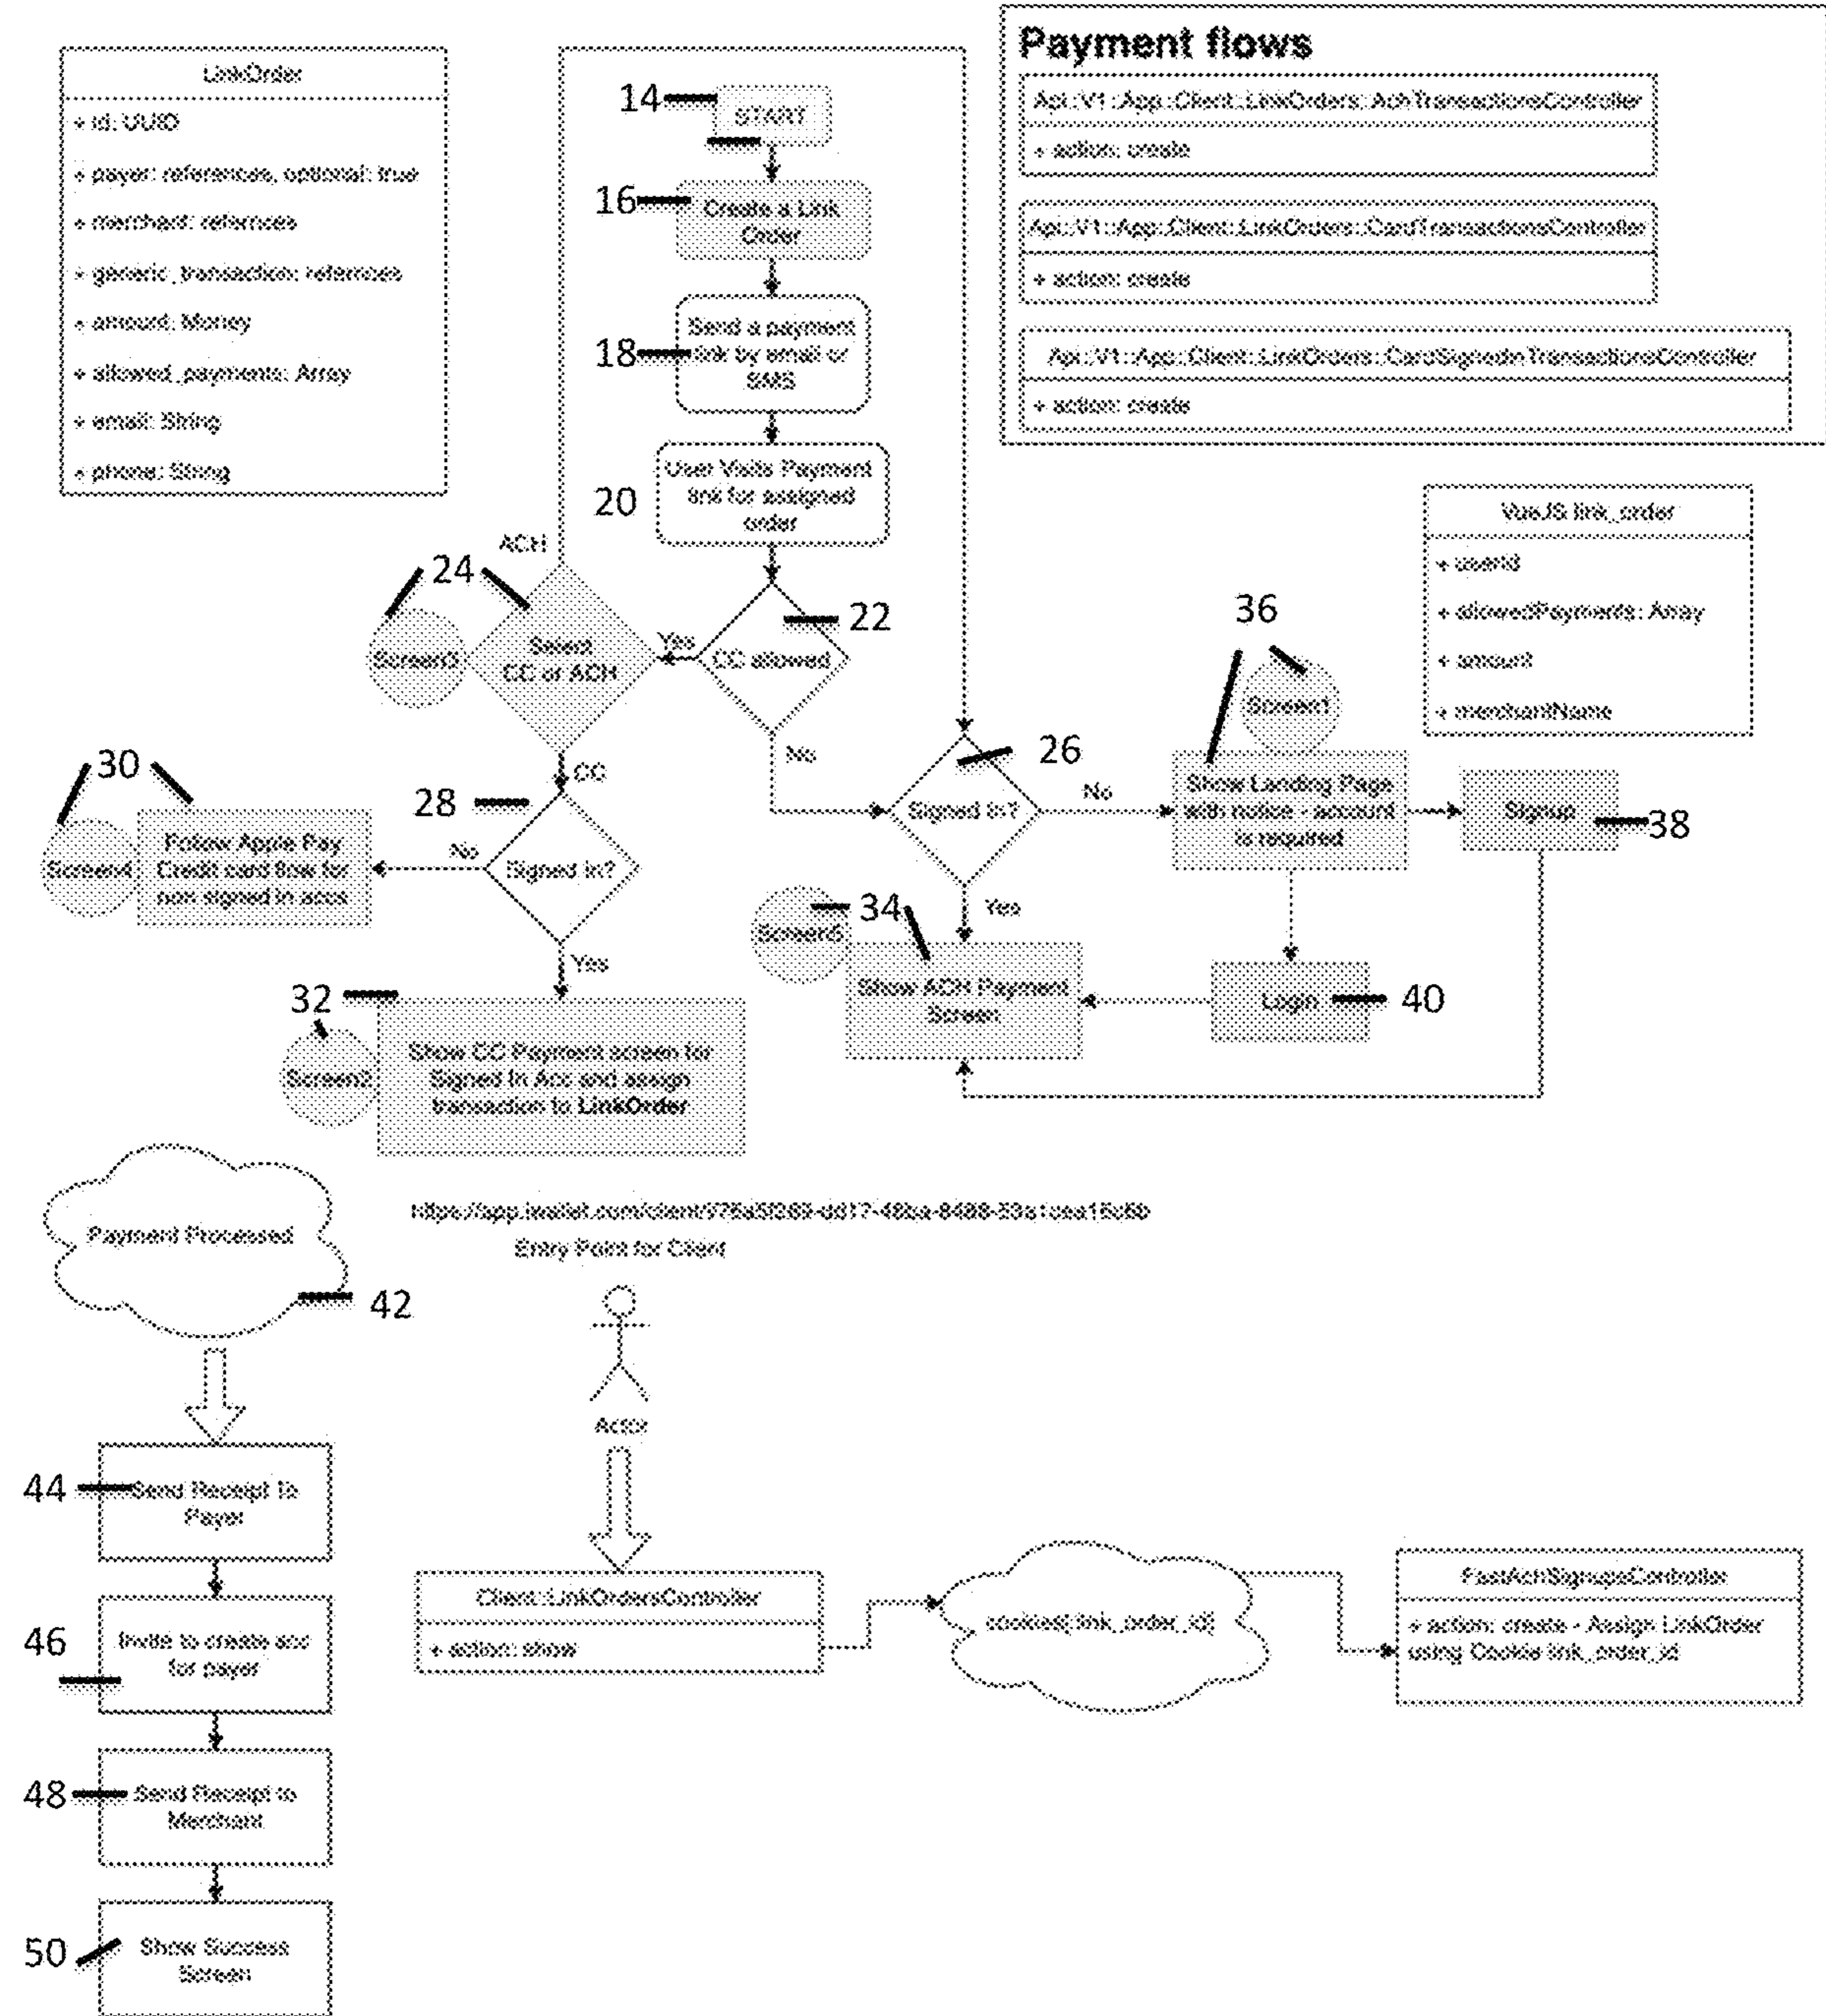 LinkOrder
+ id: UUID
+ payer: references, optional: true
+ merchant: refernces
+ generic_transaction: refernces
+ amount: Money
+ allowed_payments: Array
+ email: String
+ phone: String
14
START
16
Create a Link
Order
18
Send a payment
link by email or
SMS
20
User Visits Payment
link for assigned
order
Payment flows
Api::V1::App::Client::LinkOrders::AchTransactionsController
+ action: create
Api::V1::App::Client::LinkOrders::CardTransactionsController
+ action: create
Api::V1::App::Client::LinkOrders::CardSignedInTransactionsController
+ action: create
VueJS link_order
+ userId
+ allowedPayments: Array
+ amount
+ merchantName
ACH
24
Screen3
Select
CC or ACH
Yes
22
CC allowed
No
CC
30
Screen4
Follow Apple Pay
Credit card flow for
non signed in accs
No
28
Signed in?
Yes
26
Signed in?
No
Yes
36
Screen1
Show Landing Page
with notice - account
is required
Signup
38
34
Screen5
Show ACH Payment
Screen
Login
40
32
Screen2
Show CC Payment screen for
Signed In Acc and assign
transaction to LinkOrder
Payment Processed
42
44
Send Receipt To
Payer
46
Invite to create acc
for payer
48
Send Receipt to
Merchant
50
Show Success
Screen
Entry Point for Client
Actor
Client::LinkOrdersController
+ action: show
cookies[:link_order_id]
FastAchSignupsController
+ action: create - Assign LinkOrder
using Cookie link_order_id